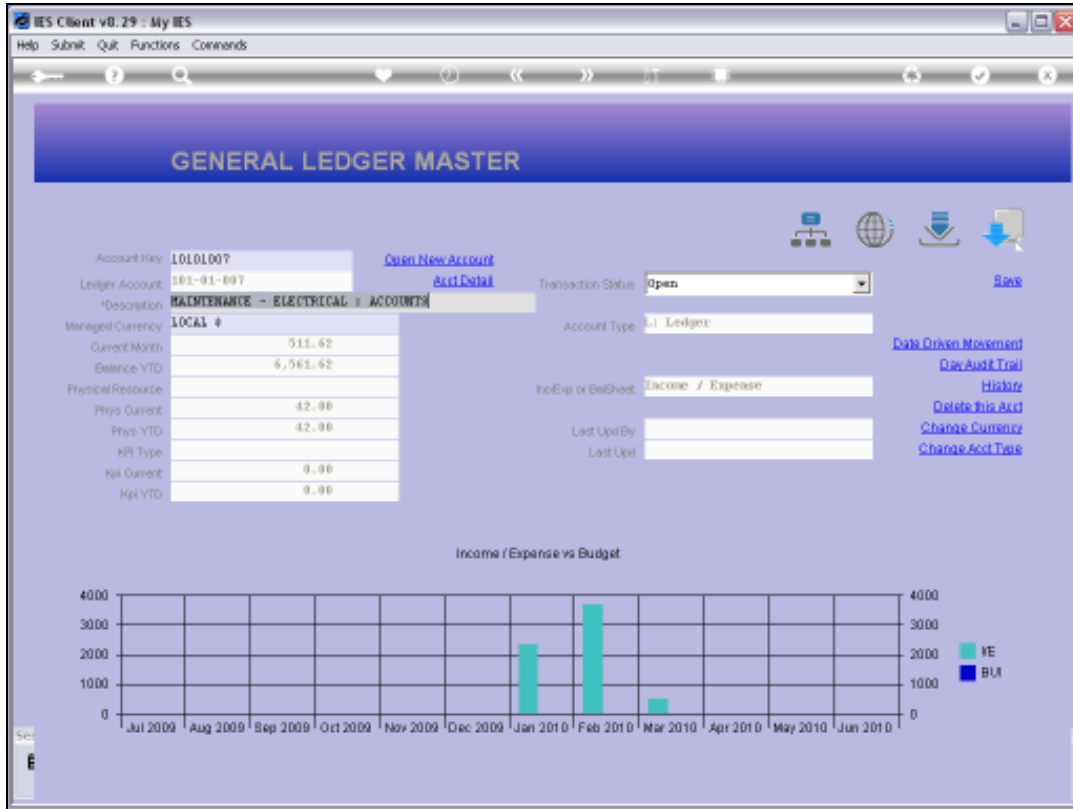 IES Client v8.29 : My IES
Help Submit Quit Functions Commands
GENERAL LEDGER MASTER
Account Key 10101007 Open New Account
Ledger Account 101-01-007 Acct Detail Transaction Status Open Save
*Description MAINTENANCE - ELECTRICAL : ACCOUNTS
Managed Currency LOCAL # Account Type L: Ledger
Current Month 511.62 Date Driven Movement
Balance YTD 6,561.62 Day Audit Trail
Physical Resource Inc/Exp or BalSheet Income / Expense History
Phys Current 42.00 Delete this Acct
Phys YTD 42.00 Last Upd By Change Currency
KPI Type Last Upd Change Acct Type
Kpi Current 0.00
Kpi YTD 0.00
Income / Expense vs Budget
4000 4000
3000 3000
2000 2000 I/E
1000 1000 BUI
0 0
Jul 2009 Aug 2009 Sep 2009 Oct 2009 Nov 2009 Dec 2009 Jan 2010 Feb 2010 Mar 2010 Apr 2010 May 2010 Jun 2010